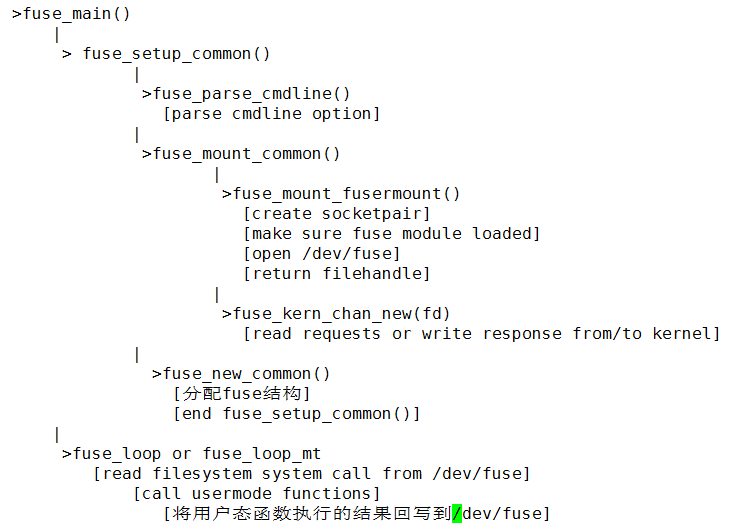 >fuse_main()
|
> fuse_setup_common()
|
>fuse_parse_cmdline()
[parse cmdline option]
|
>fuse_mount_common()
|
>fuse_mount_fusermount()
[create socketpair]
[make sure fuse module loaded]
[open /dev/fuse]
[return filehandle]
|
>fuse_kern_chan_new(fd)
[read requests or write response from/to kernel]
|
>fuse_new_common()
[分配fuse结构]
[end fuse_setup_common()]
|
>fuse_loop or fuse_loop_mt
[read filesystem system call from /dev/fuse]
[call usermode functions]
[将用户态函数执行的结果回写到/dev/fuse]